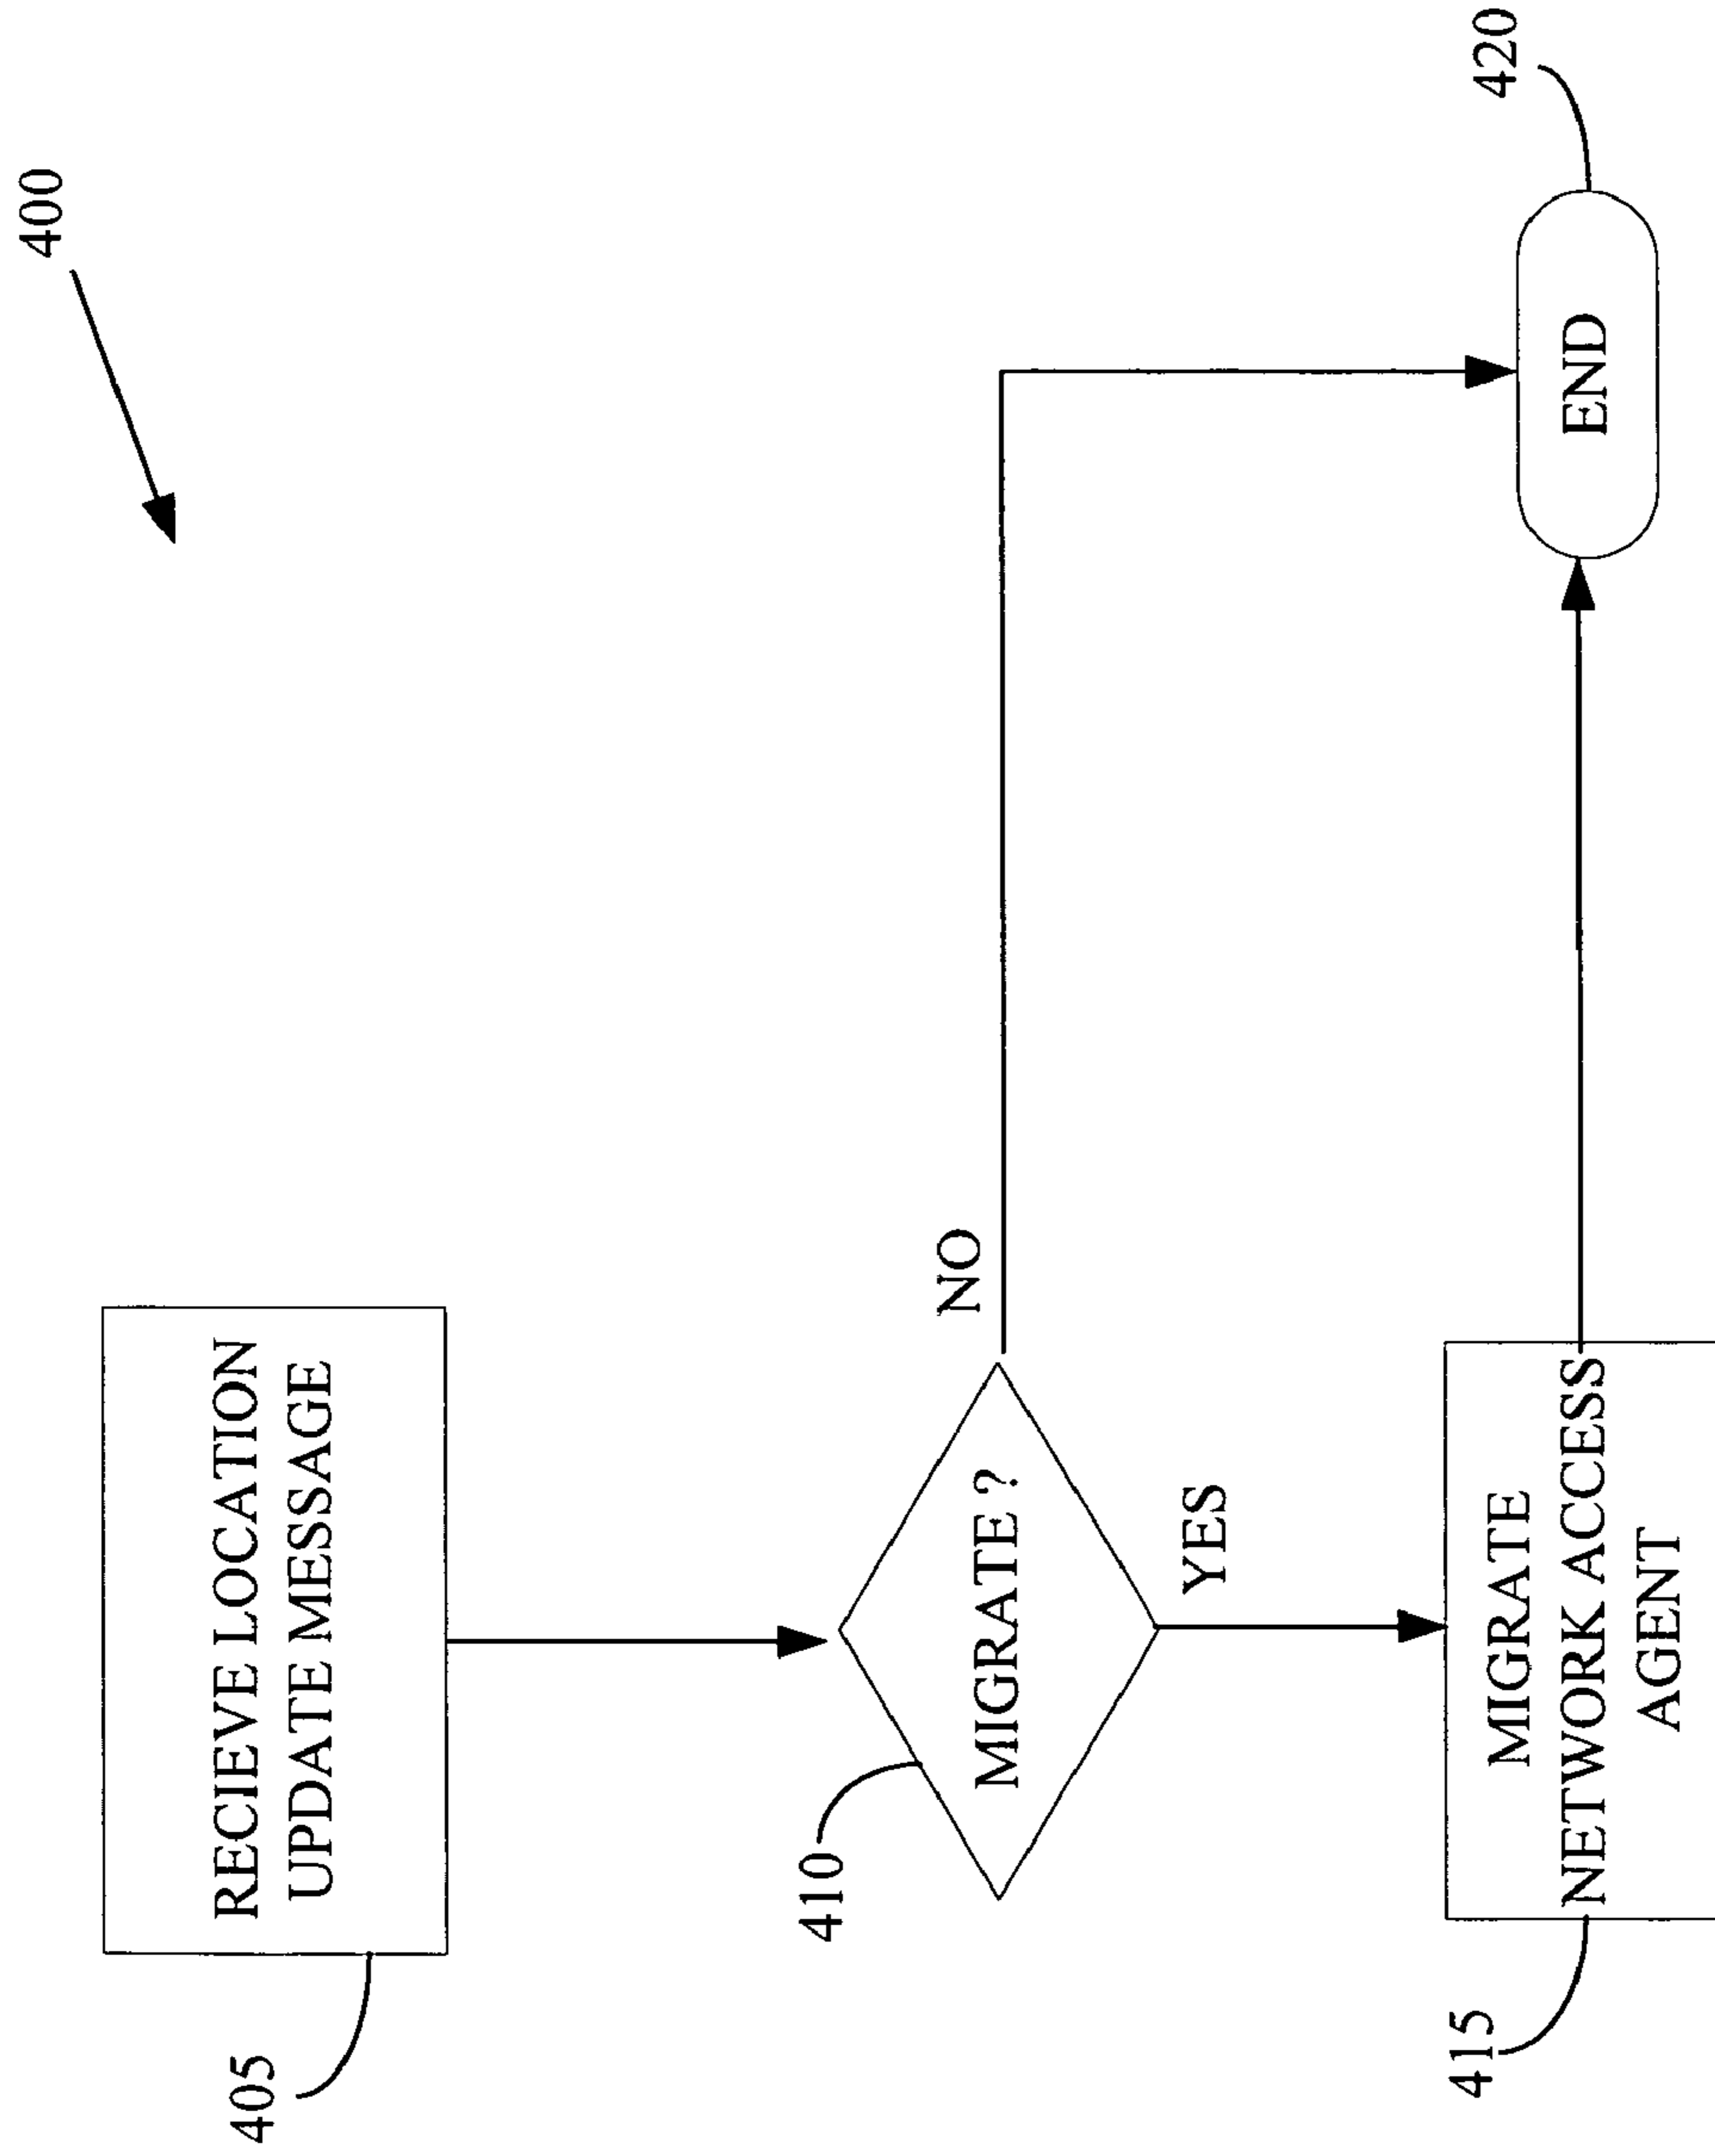 400
405
RECIEVE LOCATION
UPDATE MESSAGE
410
MIGRATE ?
NO
YES
415
MIGRATE
NETWORK ACCESS
AGENT
420
END